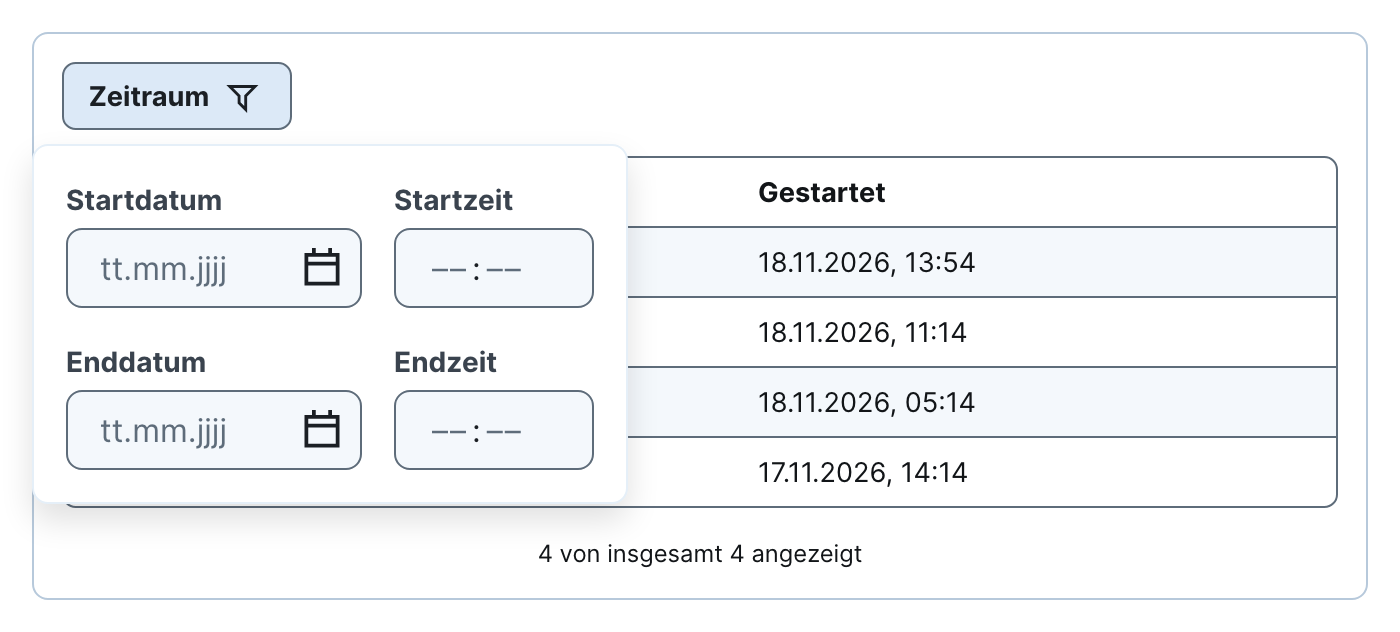 Zeitraum
Startdatum Startzeit
tt.mm.jjjj --:--
Enddatum Endzeit
tt.mm.jjjj --:--
Gestartet
18.11.2026, 13:54
18.11.2026, 11:14
18.11.2026, 05:14
17.11.2026, 14:14
4 von insgesamt 4 angezeigt